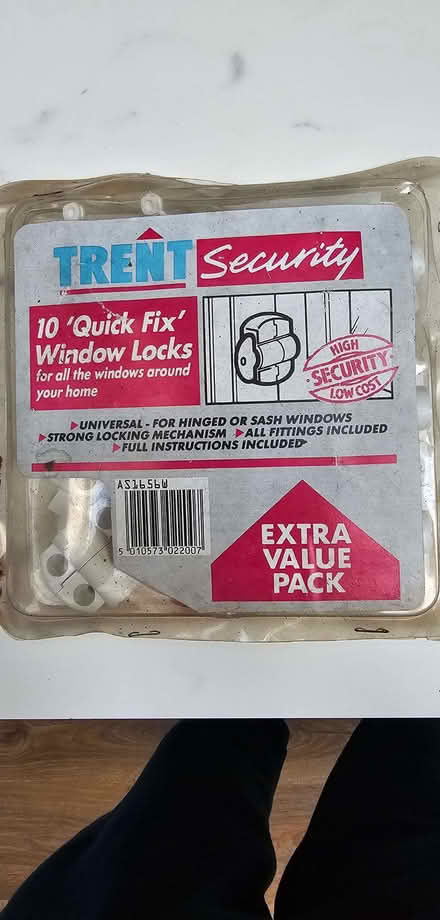 TRENT Security
10 'Quick Fix'
Window Locks
for all the windows around
your home
HIGH
SECURITY
LOW COST
UNIVERSAL - FOR HINGED OR SASH WINDOWS
STRONG LOCKING MECHANISM ALL FITTINGS INCLUDED
FULL INSTRUCTIONS INCLUDED
AS1656W
5 010573 022007
EXTRA
VALUE
PACK